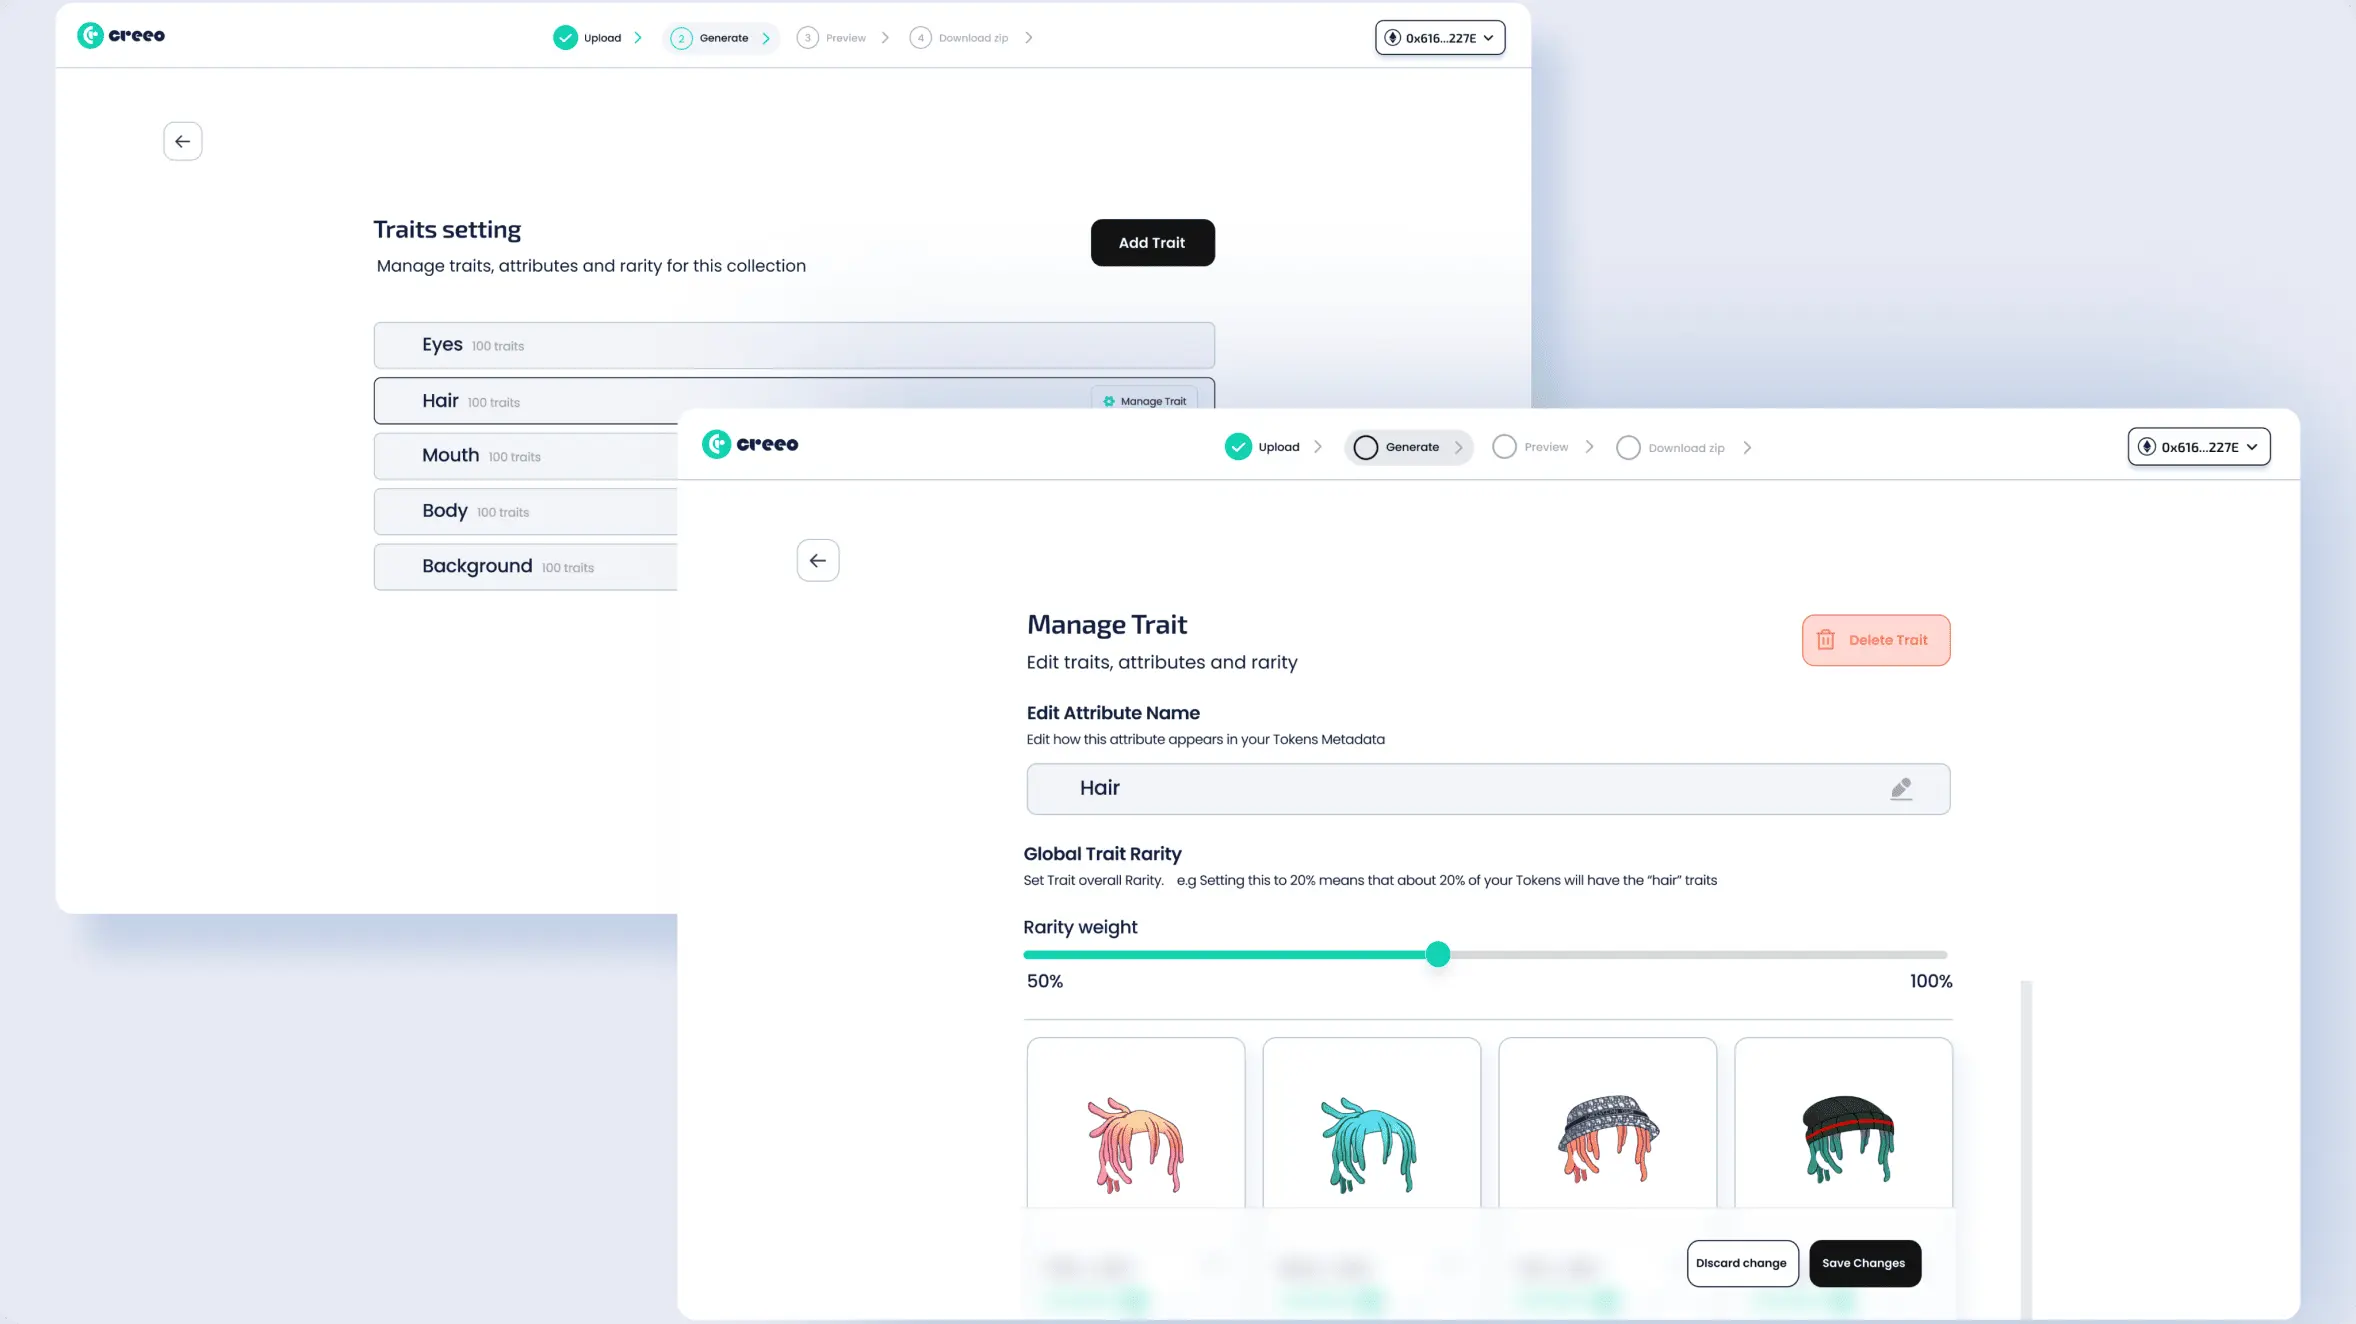 creeo
Upload
2 Generate
3 Preview
4 Download zip
0x616...227E
Traits setting
Add Trait
Manage traits, attributes and rarity for this collection
Eyes 100 traits
Hair 100 traits
Manage Trait
Mouth 100 traits
Body 100 traits
Background 100 traits
creeo
Upload
Generate
Preview
Download zip
0x616...227E
Manage Trait
Delete Trait
Edit traits, attributes and rarity
Edit Attribute Name
Edit how this attribute appears in your Tokens Metadata
Hair
Global Trait Rarity
Set Trait overall Rarity. e.g Setting this to 20% means that about 20% of your Tokens will have the “hair” traits
Rarity weight
50%
100%
DIscard change
Save Changes